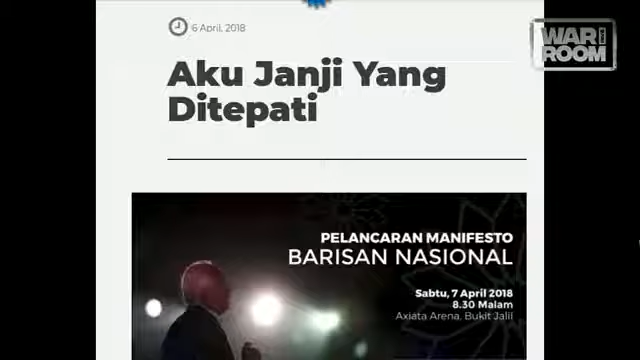 6 April, 2018
WAR
ROOM
Aku Janji Yang
Ditepati
PELANCARAN MANIFESTO
BARISAN NASIONAL
Sabtu, 7 April 2018
8.30 Malam
Axiata Arena, Bukit Jalil